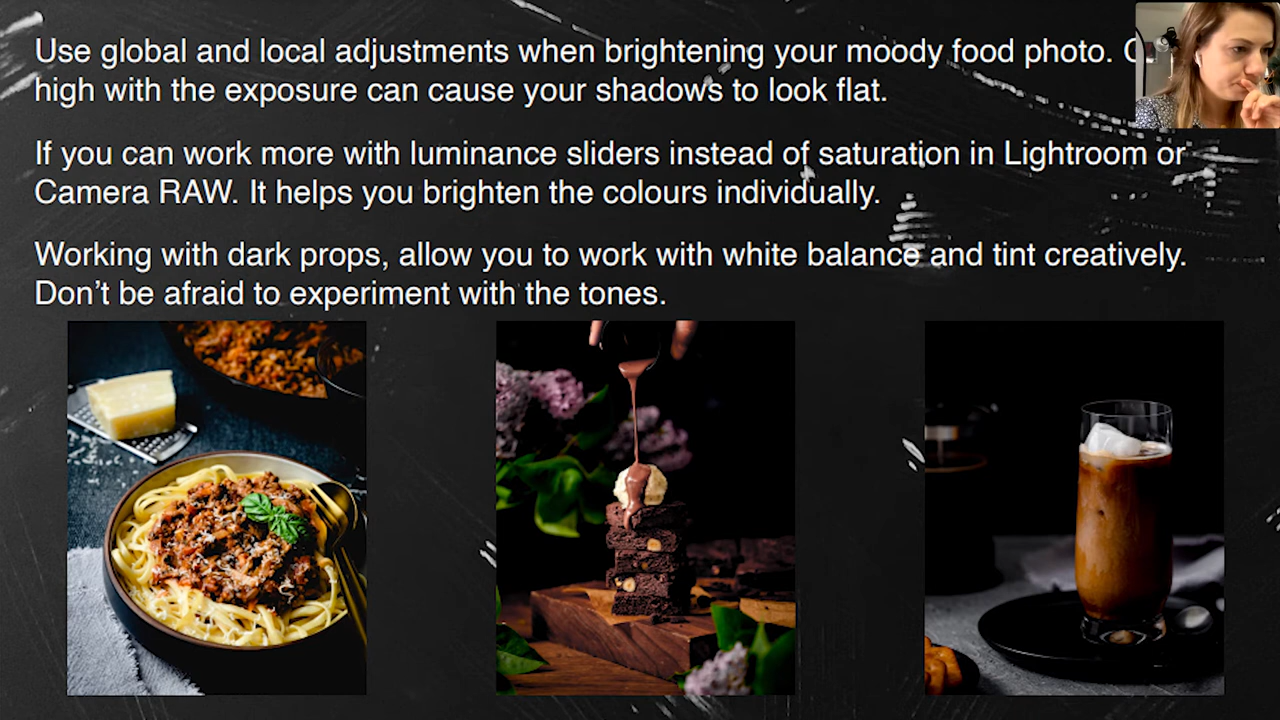 Use global and local adjustments when brightening your moody food photo.
high with the exposure can cause your shadows to look flat.
If you can work more with luminance sliders instead of saturation in Lightroom or
Camera RAW. It helps you brighten the colours individually.
Working with dark props, allow you to work with white balance and tint creatively.
Don’t be afraid to experiment with the tones.